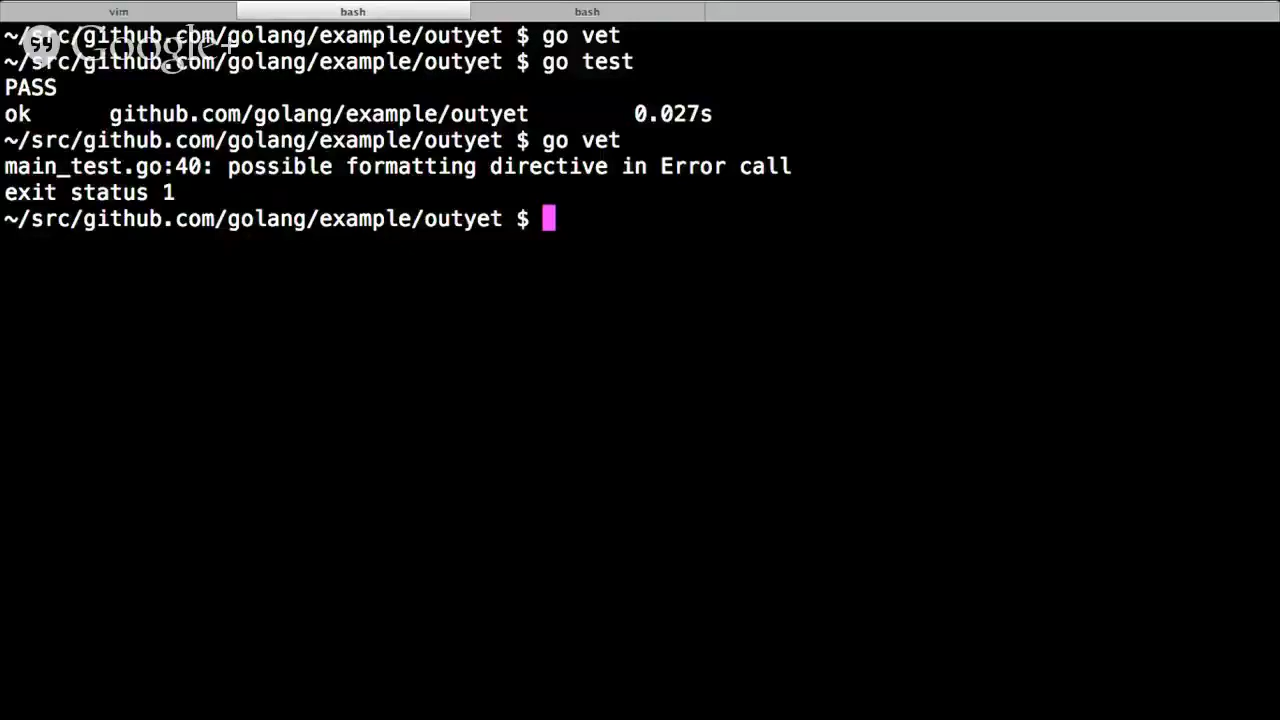 vim bash bash
~/src/github.com/golang/example/outyet $ go vet
Google+
~/src/github.com/golang/example/outyet $ go test
PASS
ok github.com/golang/example/outyet 0.027s
~/src/github.com/golang/example/outyet $ go vet
main_test.go:40: possible formatting directive in Error call
exit status 1
~/src/github.com/golang/example/outyet $